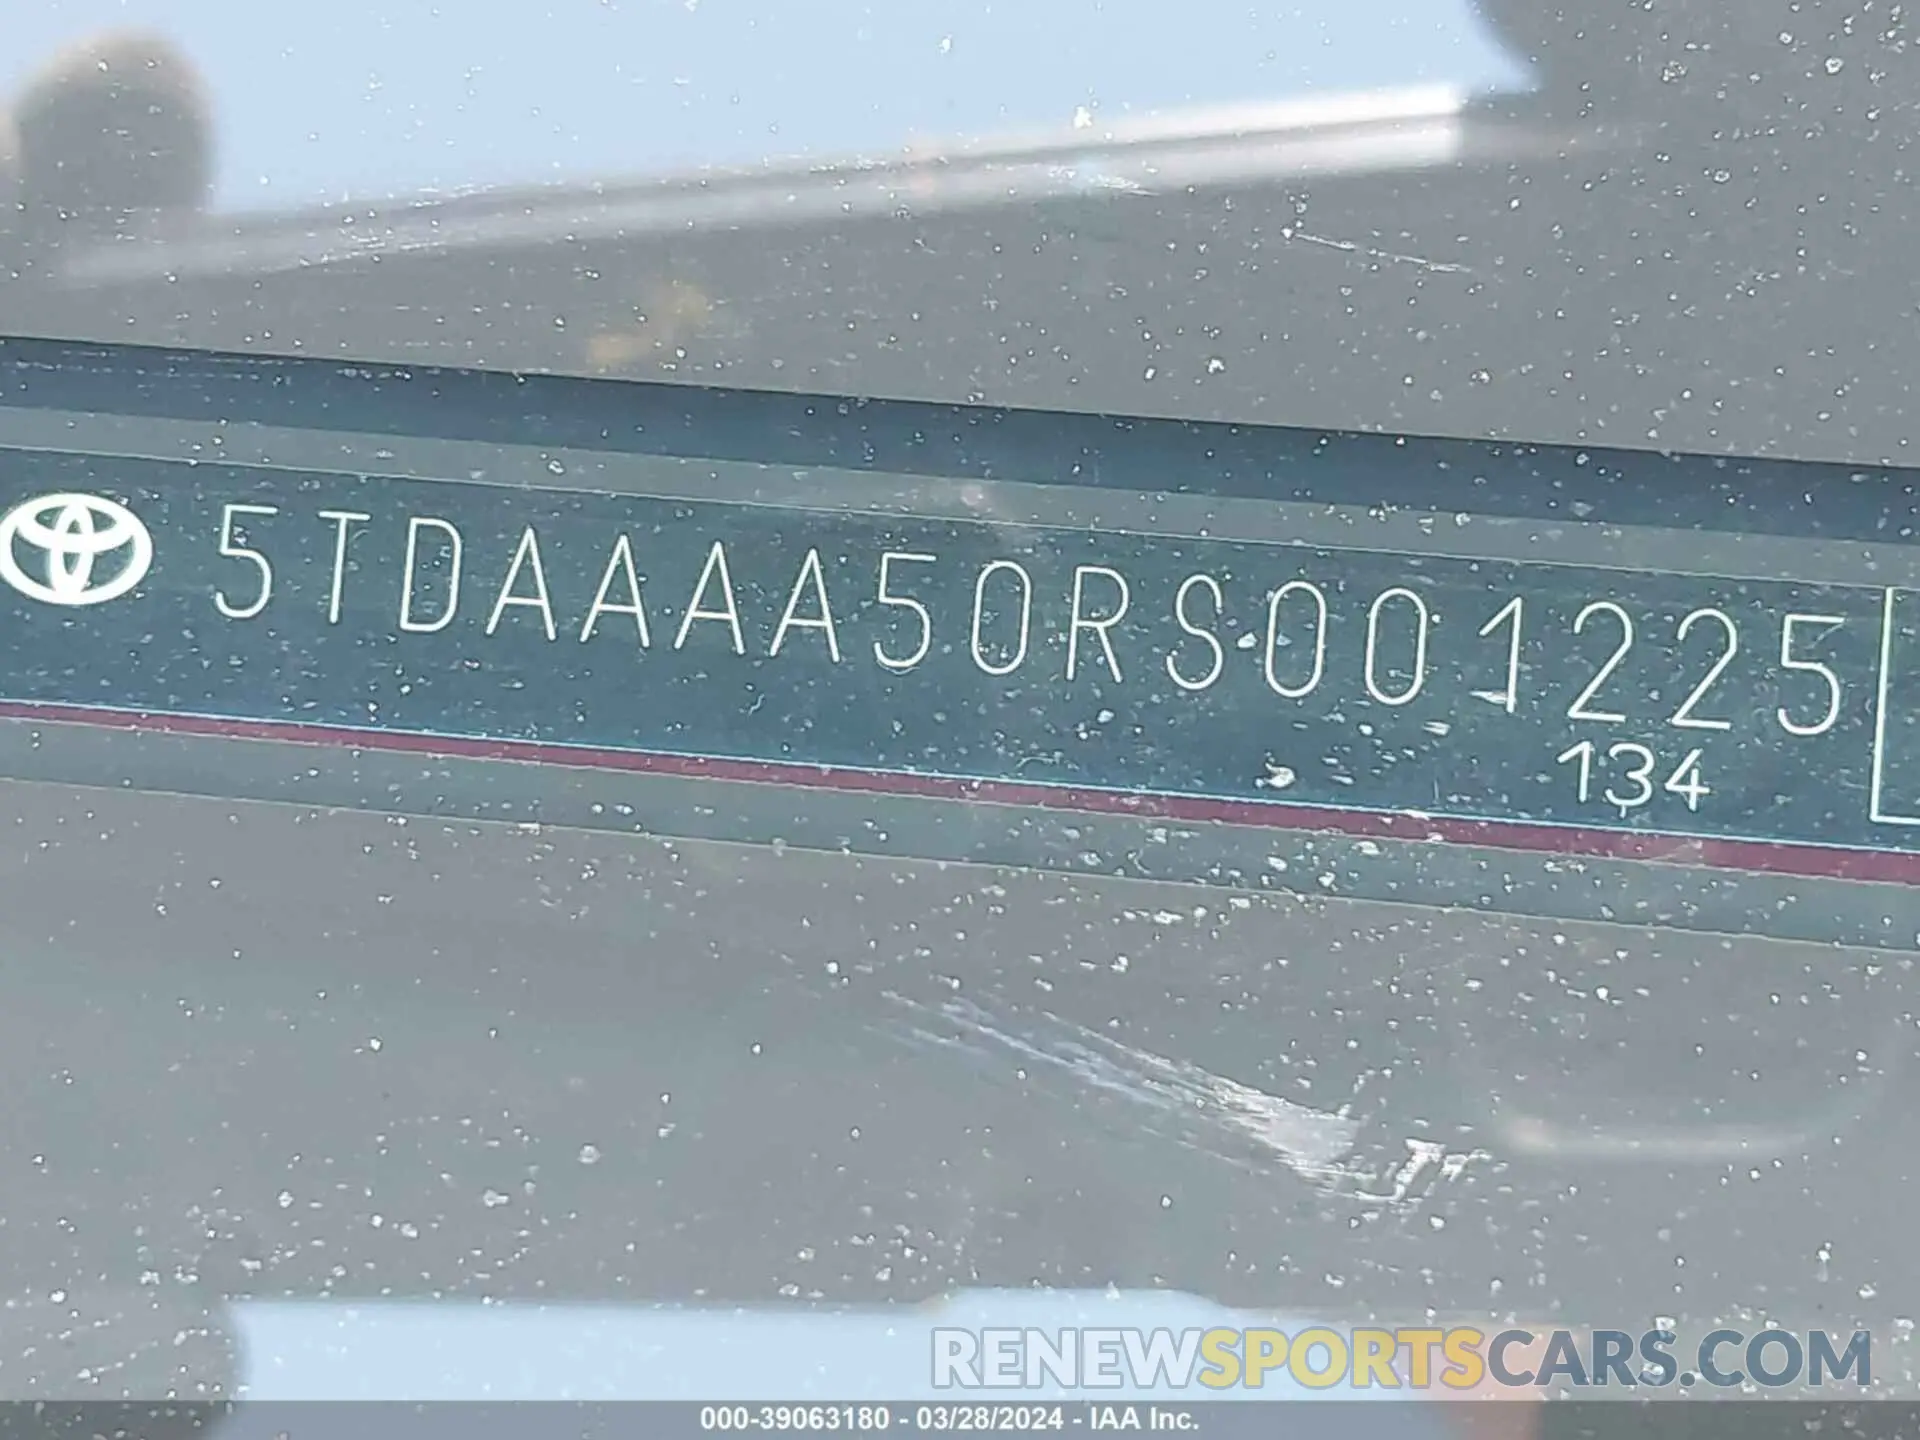 5TDAAAA50RS001225
134
RENEWSPORTSCARS.COM
000-39063180 - 03/28/2024 - IAA Inc.